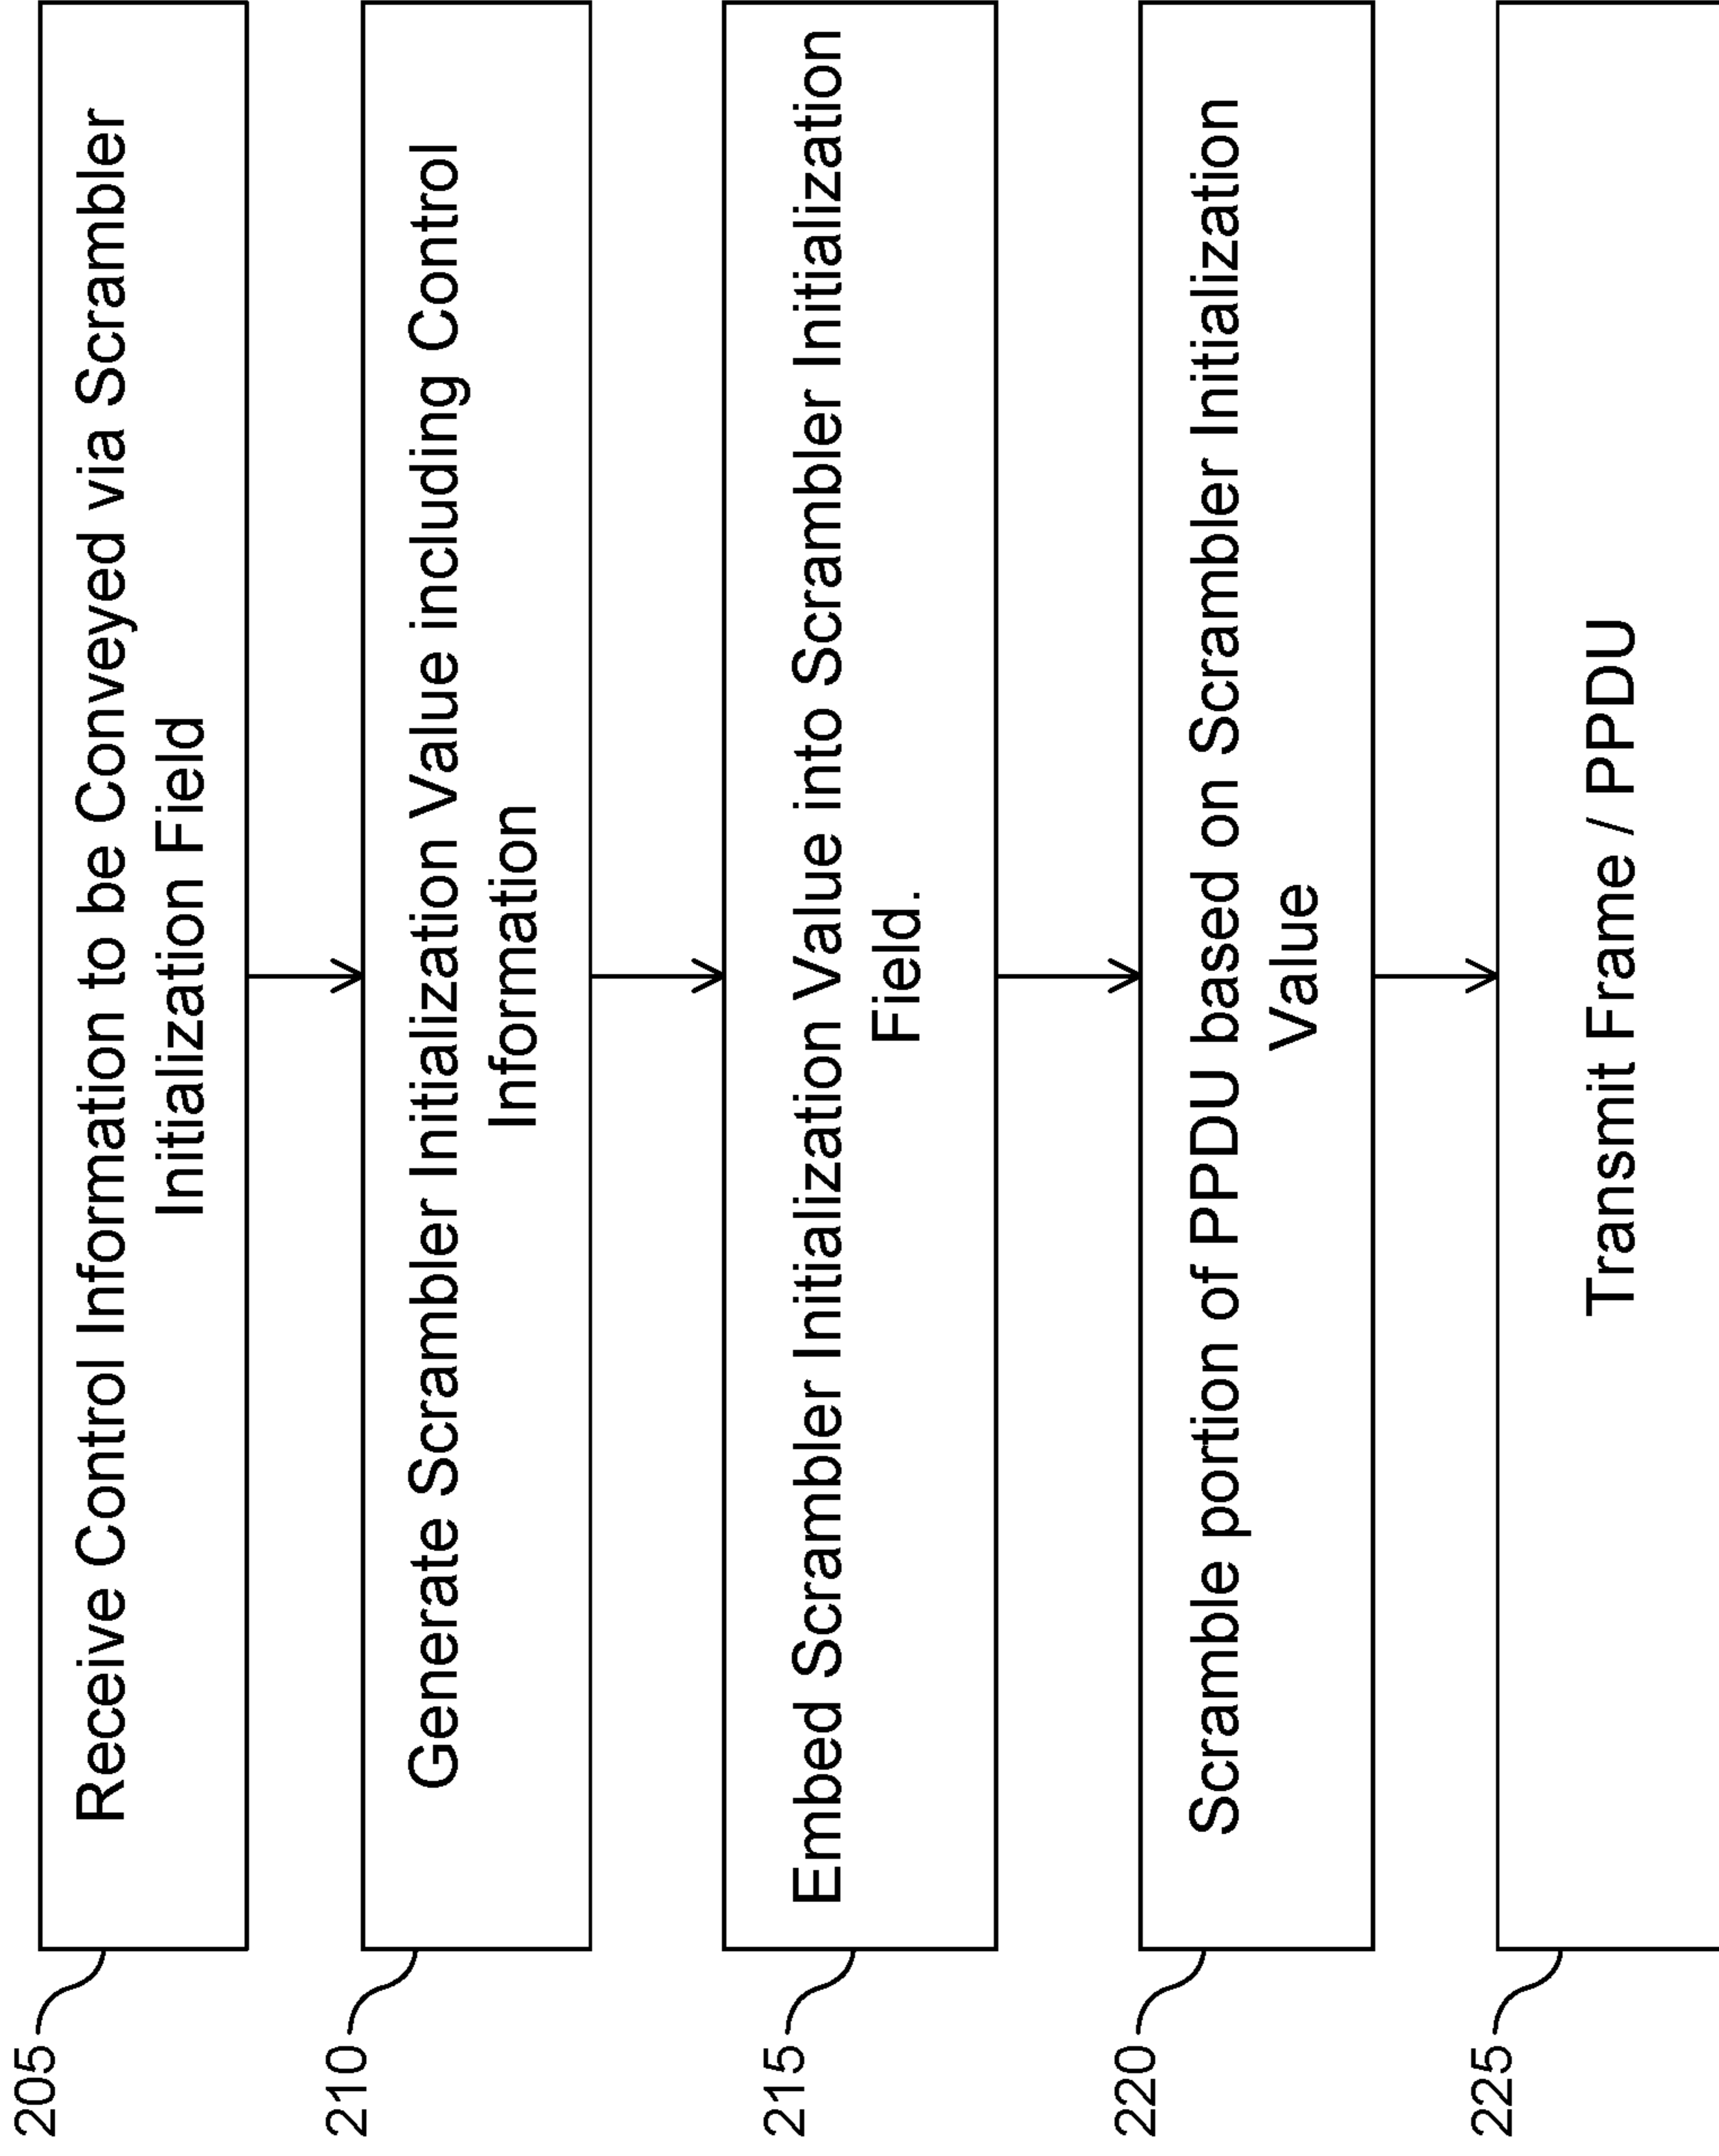 205
Receive Control Information to be Conveyed via Scrambler
Initialization Field
210
Generate Scrambler Initialization Value including Control
Information
215
Embed Scrambler Initialization Value into Scrambler Initialization
Field.
220
Scramble portion of PPDU based on Scrambler Initialization
Value
225
Transmit Frame / PPDU